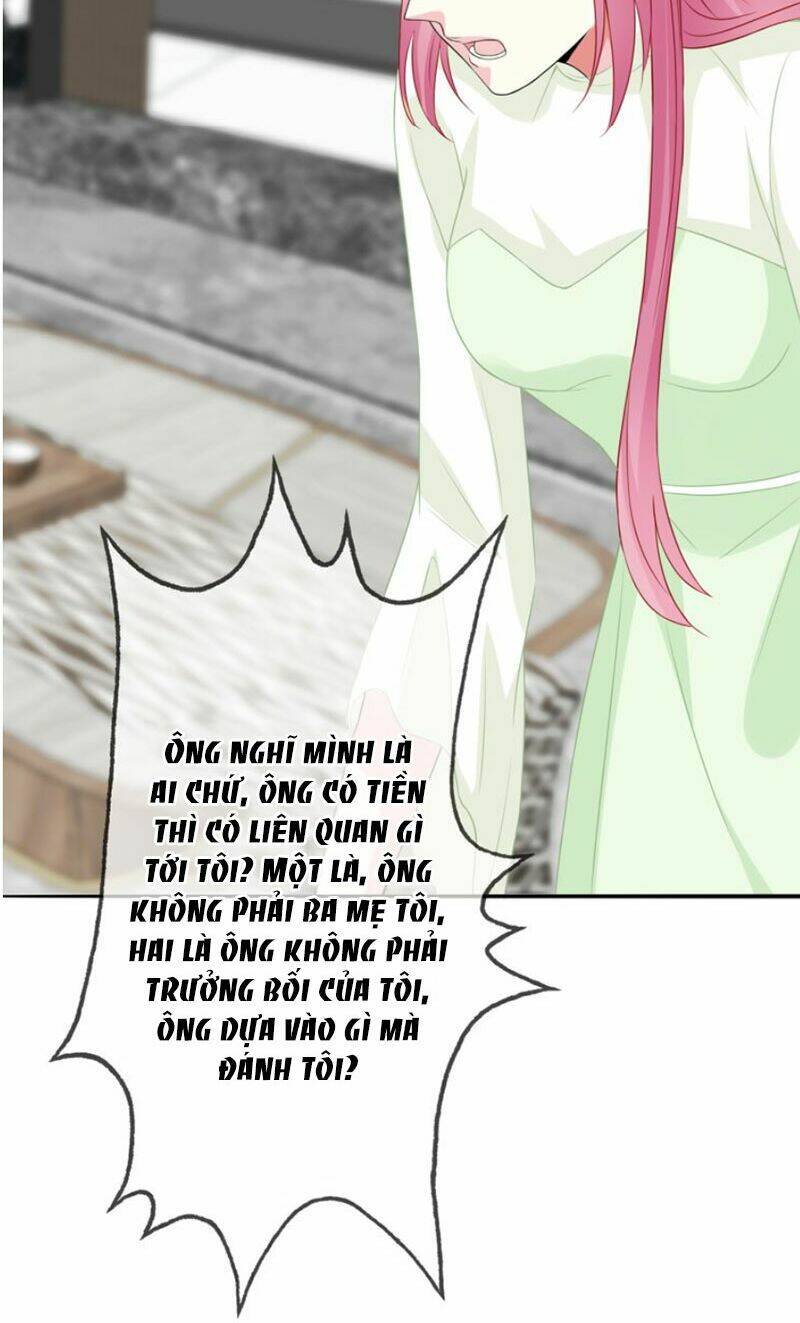 ÔNG NGHĨ MÌNH LÀ
AI CHỨ, ÔNG CÓ TIỀN
THÌ CÓ LIÊN QUAN GÌ
TỚI TÔI? MỘT LÀ, ÔNG
KHÔNG PHẢI BA MẸ TÔI,
HAI LÀ ÔNG KHÔNG PHẢI
TRƯỞNG BỐI CỦA TÔI,
ÔNG DỰA VÀO GÌ MÀ
ĐÁNH TÔI?